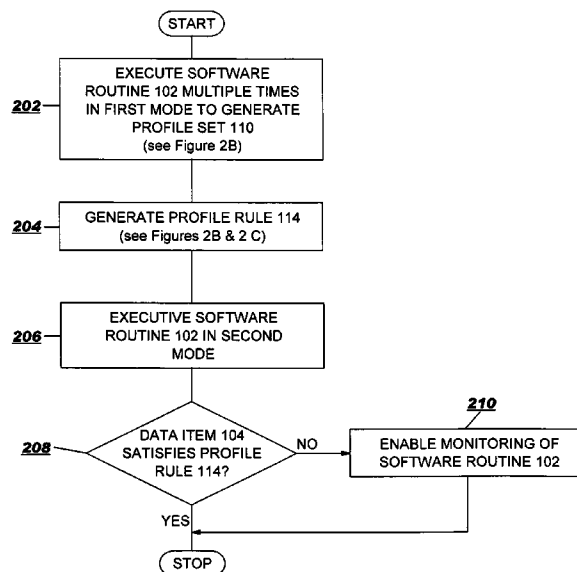 START
202
EXECUTE SOFTWARE
ROUTINE 102 MULTIPLE TIMES
IN FIRST MODE TO GENERATE
PROFILE SET 110
(see Figure 2B)
204
GENERATE PROFILE RULE 114
(see Figures 2B & 2 C)
206
EXECUTIVE SOFTWARE
ROUTINE 102 IN SECOND
MODE
208
DATA ITEM 104
SATISFIES PROFILE
RULE 114?
NO
210
ENABLE MONITORING OF
SOFTWARE ROUTINE 102
YES
STOP